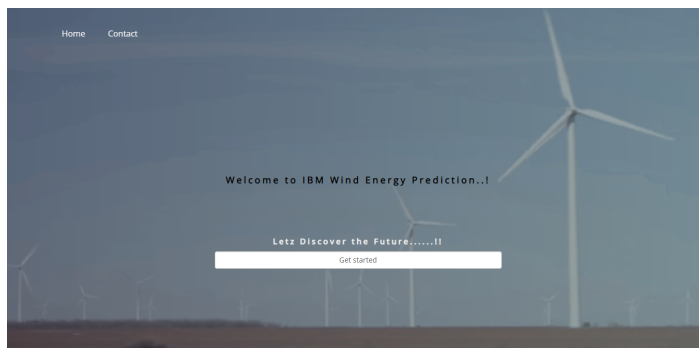 Home Contact
Welcome to IBM Wind Energy Prediction..!
Letz Discover the Future......!!
Get started